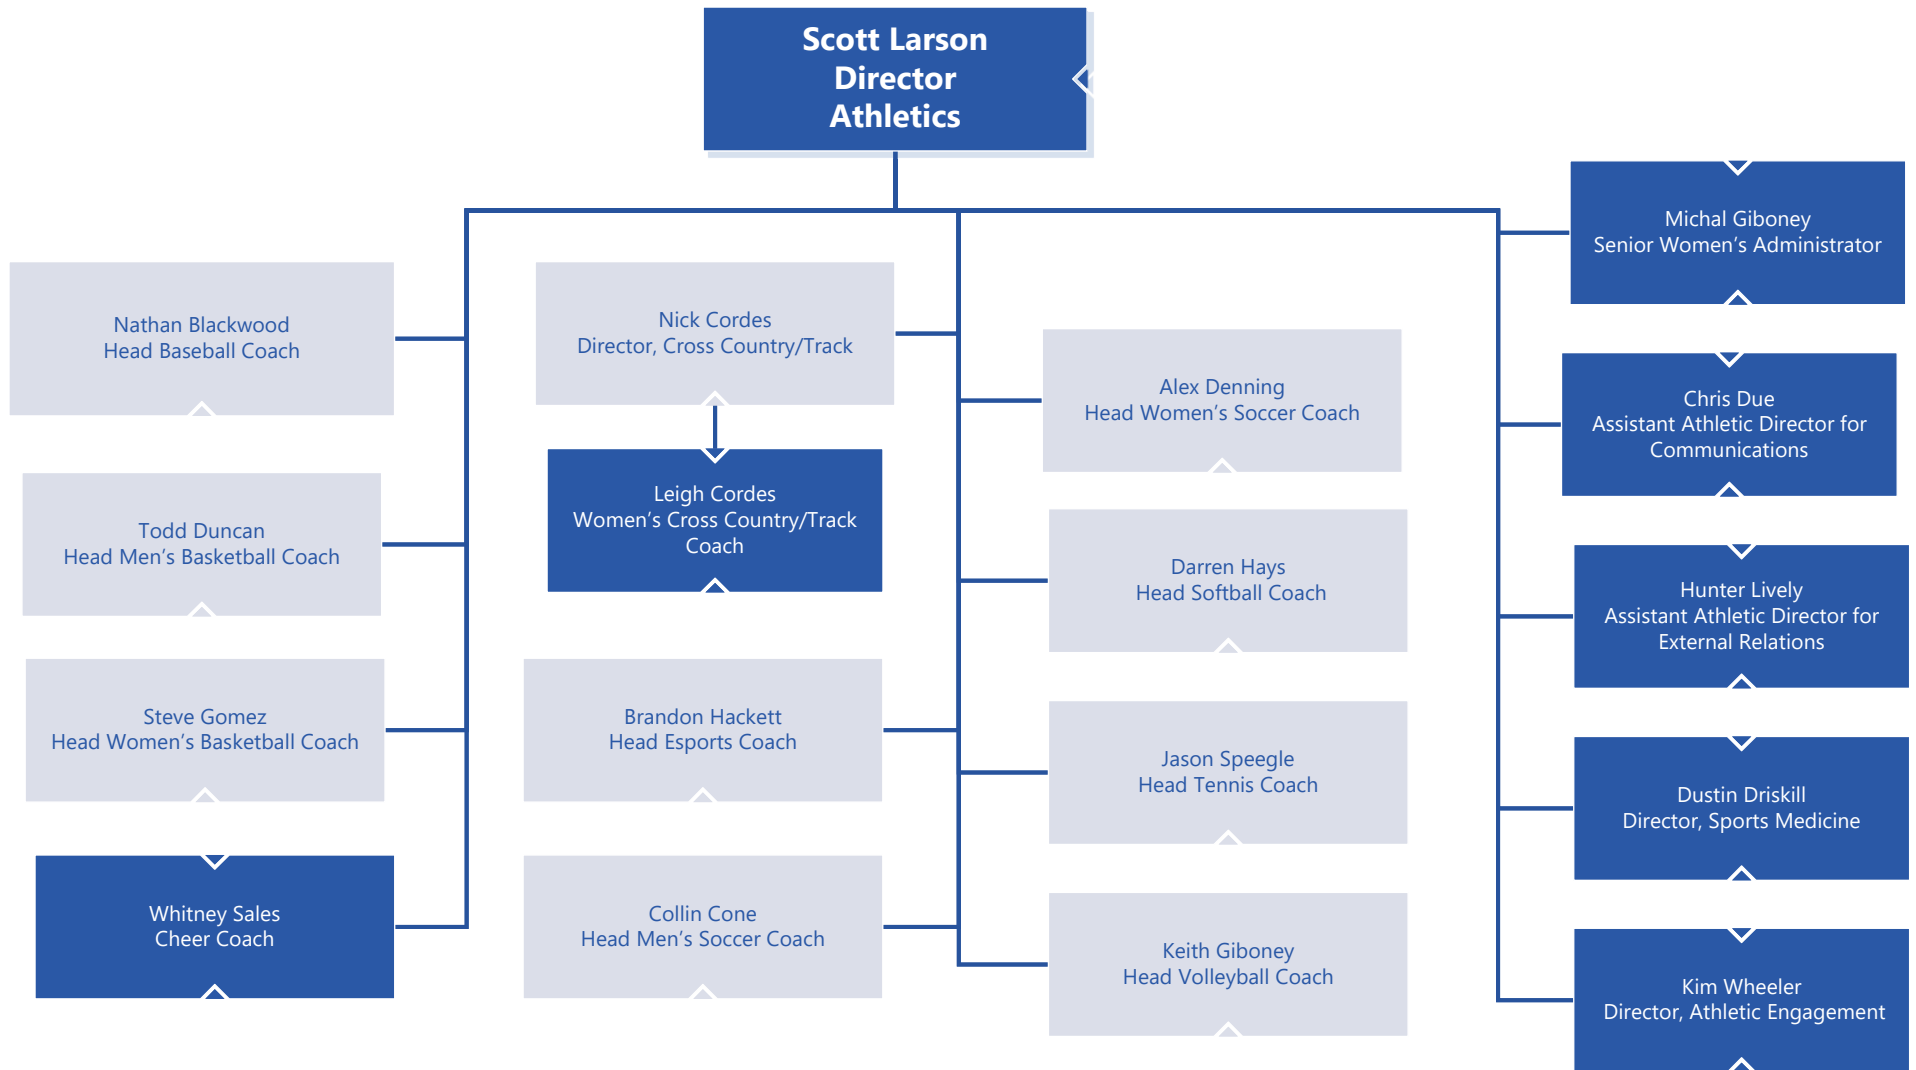 Scott Larson
Director
Athletics
Nathan Blackwood
Head Baseball Coach
Todd Duncan
Head Men's Basketball Coach
Steve Gomez
Head Women's Basketball Coach
Whitney Sales
Cheer Coach
Nick Cordes
Director, Cross Country/Track
Leigh Cordes
Women's Cross Country/Track
Coach
Brandon Hackett
Head Esports Coach
Collin Cone
Head Men's Soccer Coach
Alex Denning
Head Women's Soccer Coach
Darren Hays
Head Softball Coach
Jason Speegle
Head Tennis Coach
Keith Giboney
Head Volleyball Coach
Michal Giboney
Senior Women's Administrator
Chris Due
Assistant Athletic Director for
Communications
Hunter Lively
Assistant Athletic Director for
External Relations
Dustin Driskill
Director, Sports Medicine
Kim Wheeler
Director, Athletic Engagement